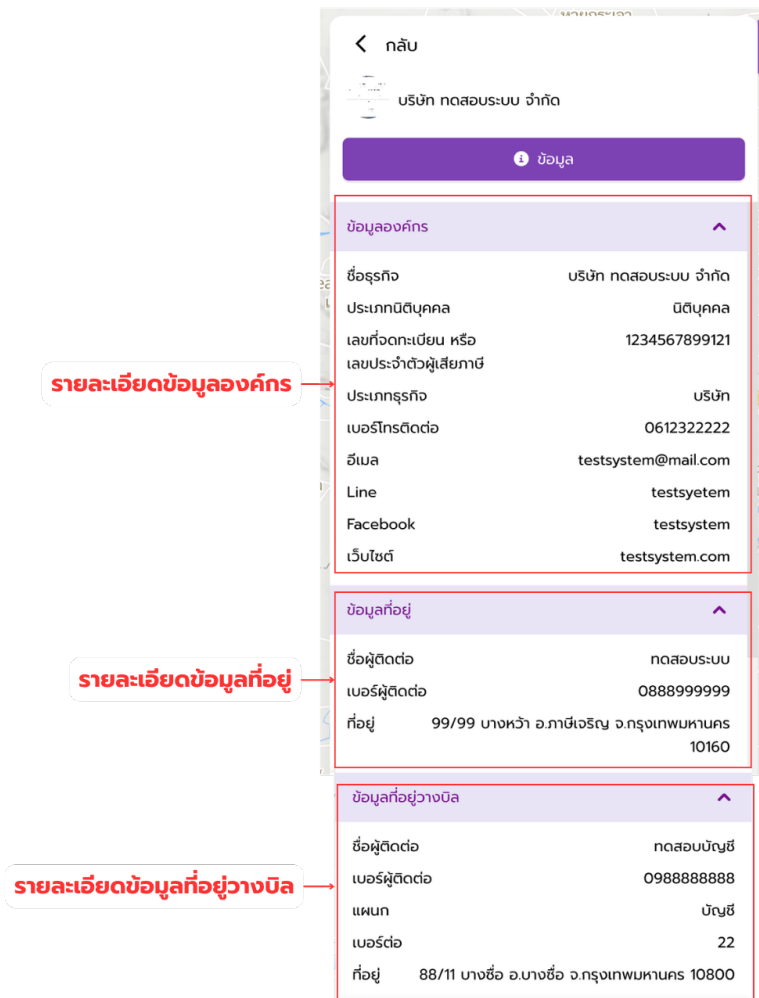 หายกระเจา
กลับ
บริษัท ทดสอบระบบ จำกัด
ข้อมูล
ข้อมูลองค์กร
ชื่อธุรกิจ บริษัท ทดสอบระบบ จำกัด
ประเภทนิติบุคคล นิติบุคคล
เลขที่จดทะเบียน หรือ 1234567899121
เลขประจำตัวผู้เสียภาษี
รายละเอียดข้อมูลองค์กร
ประเภทธุรกิจ บริษัท
เบอร์โทรติดต่อ 0612322222
อีเมล testsystem@mail.com
Line testsyetem
Facebook testsystem
เว็บไซต์ testsystem.com
ข้อมูลที่อยู่
ชื่อผู้ติดต่อ ทดสอบระบบ
รายละเอียดข้อมูลที่อยู่
เบอร์ผู้ติดต่อ 0888999999
ที่อยู่ 99/99 บางหว้า อ.ภาษีเจริญ จ.กรุงเทพมหานคร
10160
ข้อมูลที่อยู่วางบิล
ชื่อผู้ติดต่อ ทดสอบบัญชี
เบอร์ผู้ติดต่อ 0988888888
รายละเอียดข้อมูลที่อยู่วางบิล
แผนก บัญชี
เบอร์ต่อ 22
ที่อยู่ 88/11 บางซื่อ อ.บางซื่อ จ.กรุงเทพมหานคร 10800